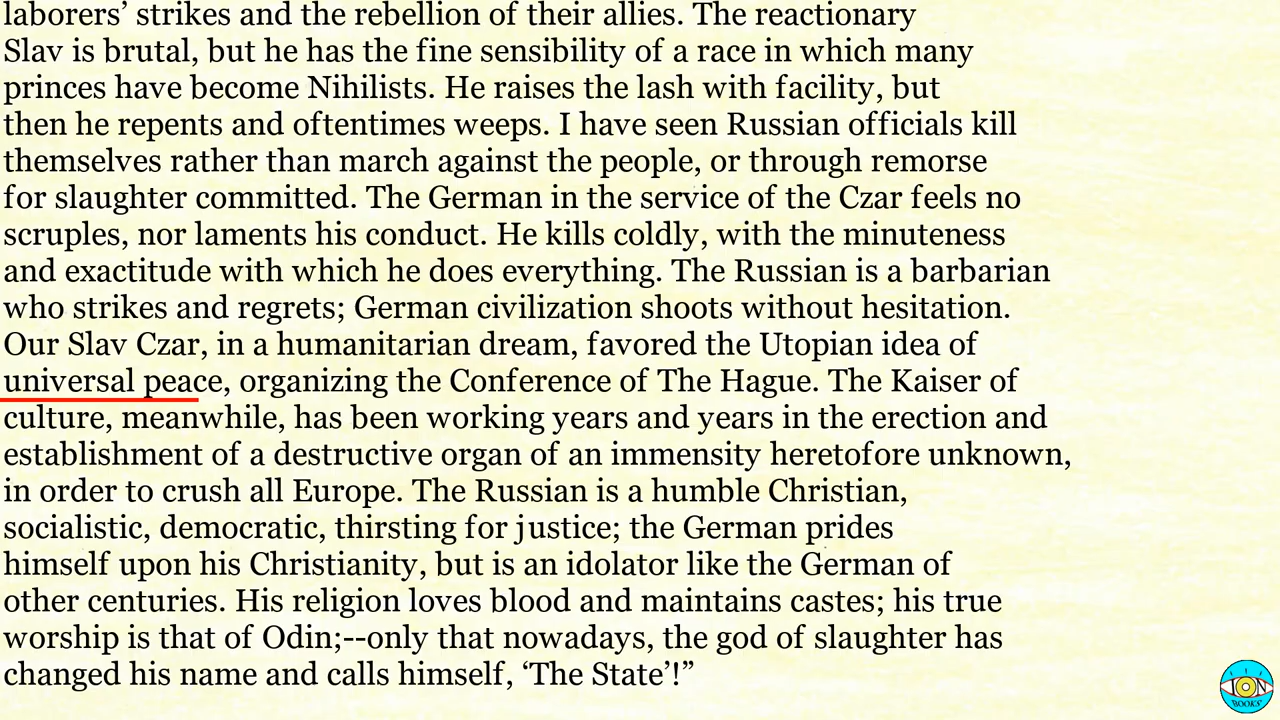 laborers’ strikes and the rebellion of their allies. The reactionary
Slav is brutal, but he has the fine sensibility of a race in which many
princes have become Nihilists. He raises the lash with facility, but
then he repents and oftentimes weeps. I have seen Russian officials kill
themselves rather than march against the people, or through remorse
for slaughter committed. The German in the service of the Czar feels no
scruples, nor laments his conduct. He kills coldly, with the minuteness
and exactitude with which he does everything. The Russian is a barbarian
who strikes and regrets; German civilization shoots without hesitation.
Our Slav Czar, in a humanitarian dream, favored the Utopian idea of
universal peace, organizing the Conference of The Hague. The Kaiser of
culture, meanwhile, has been working years and years in the erection and
establishment of a destructive organ of an immensity heretofore unknown,
in order to crush all Europe. The Russian is a humble Christian,
socialistic, democratic, thirsting for justice; the German prides
himself upon his Christianity, but is an idolator like the German of
other centuries. His religion loves blood and maintains castes; his true
worship is that of Odin;--only that nowadays, the god of slaughter has
changed his name and calls himself, ‘The State’!”
ION
BOOKS